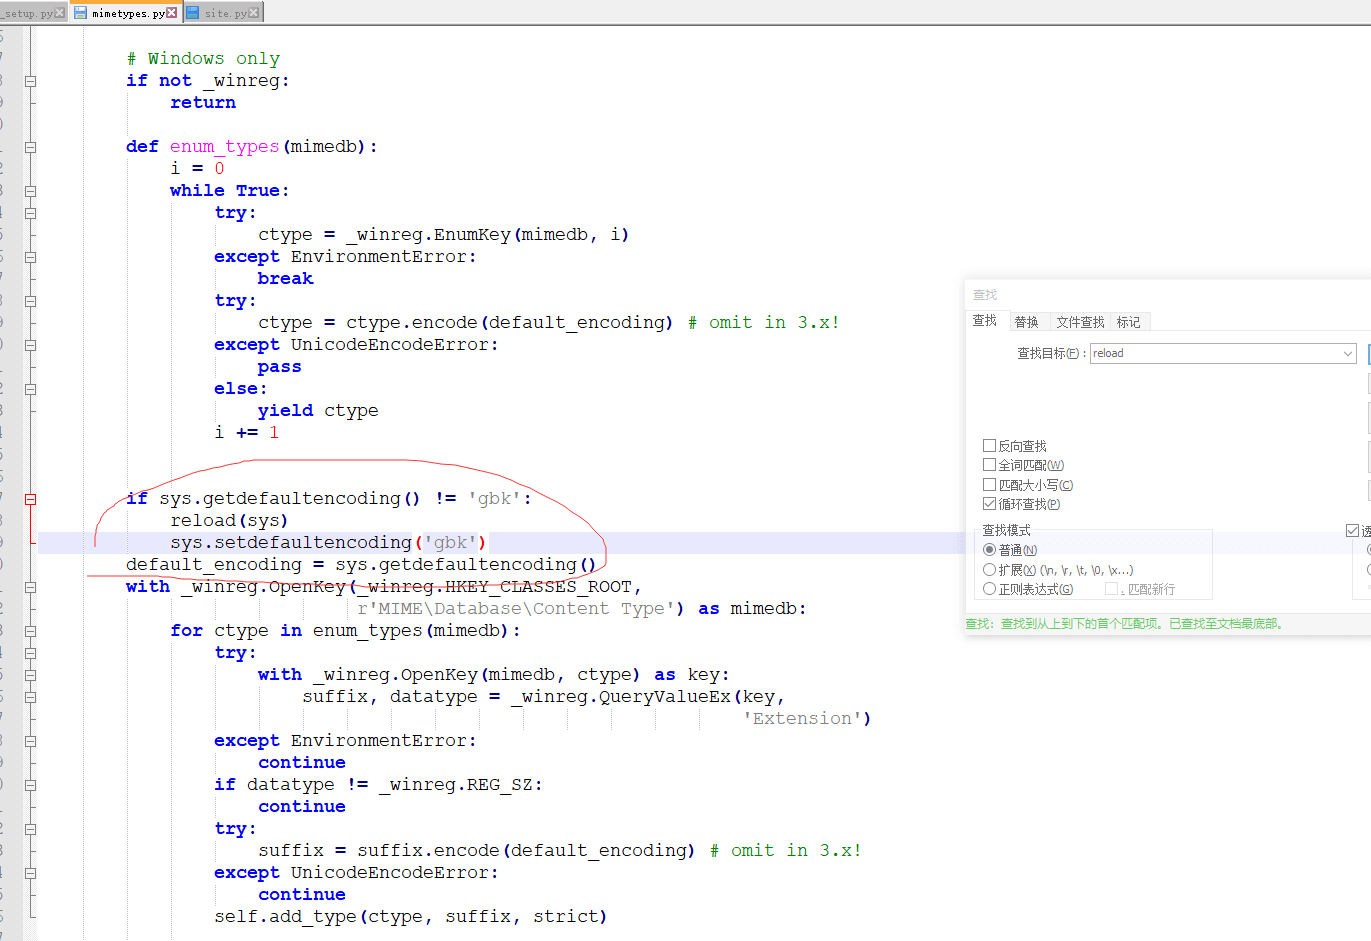 _setup.py
mimetypes.py
site.py
# Windows only
if not _winreg:
return
def enum_types(mimedb):
i = 0
while True:
try:
ctype = _winreg.EnumKey(mimedb, i)
except EnvironmentError:
break
try:
ctype = ctype.encode(default_encoding) # omit in 3.x!
except UnicodeEncodeError:
pass
else:
yield ctype
i += 1
if sys.getdefaultencoding() != 'gbk':
reload(sys)
sys.setdefaultencoding('gbk')
default_encoding = sys.getdefaultencoding()
with _winreg.OpenKey(_winreg.HKEY_CLASSES_ROOT,
r'MIME\Database\Content Type') as mimedb:
for ctype in enum_types(mimedb):
try:
with _winreg.OpenKey(mimedb, ctype) as key:
suffix, datatype = _winreg.QueryValueEx(key,
'Extension')
except EnvironmentError:
continue
if datatype != _winreg.REG_SZ:
continue
try:
suffix = suffix.encode(default_encoding) # omit in 3.x!
except UnicodeEncodeError:
continue
self.add_type(ctype, suffix, strict)
查找
查找 替换 文件查找 标记
查找目标(F) : reload
反向查找
全词匹配(W)
匹配大小写(C)
循环查找(P)
查找模式
普通(N)
扩展(X) (\n, \r, \t, \0, \x...)
正则表达式(G) . 匹配新行
透
查找: 查找到从上到下的首个匹配项。已查找至文档最底部。